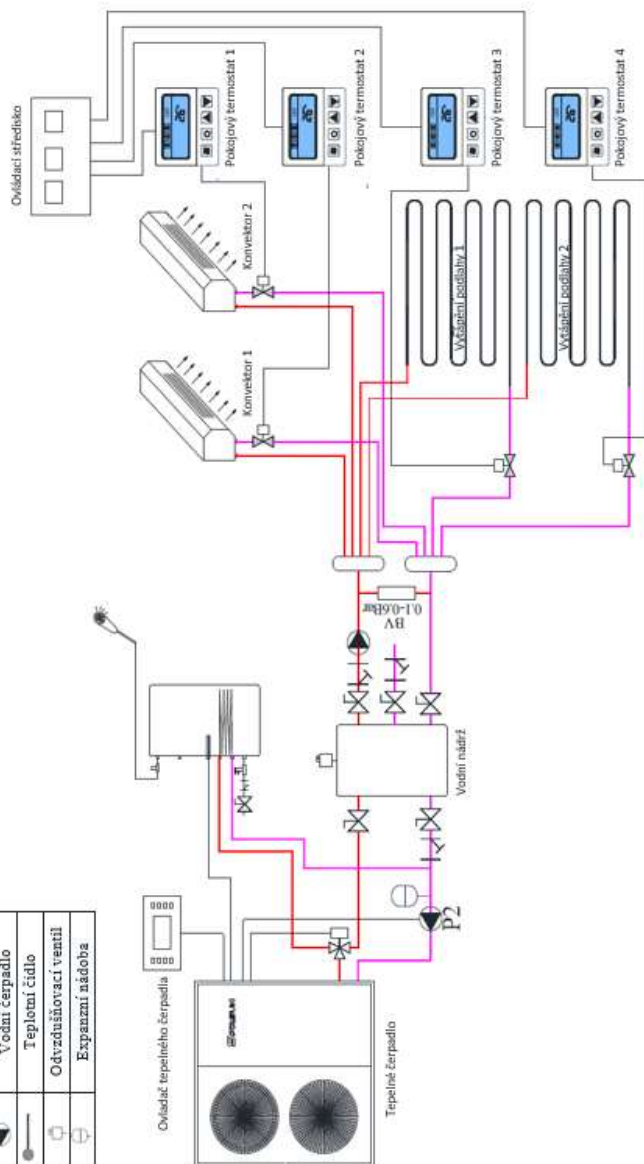 Ovládací středisko
Pokojový termostat 1
Pokojový termostat 2
Pokojový termostat 3
Pokojový termostat 4
Konvektor 2
Konvektor 1
Vytápění podlahy 1
Vytápění podlahy 2
BV
0.1-0.6Bar
Vodní nádrž
P2
Ovladač tepelného čerpadla
Tepelné čerpadlo
Vodní čerpadlo
Teplotní čidlo
Odvzdušňovací ventil
Expanzní nádoba